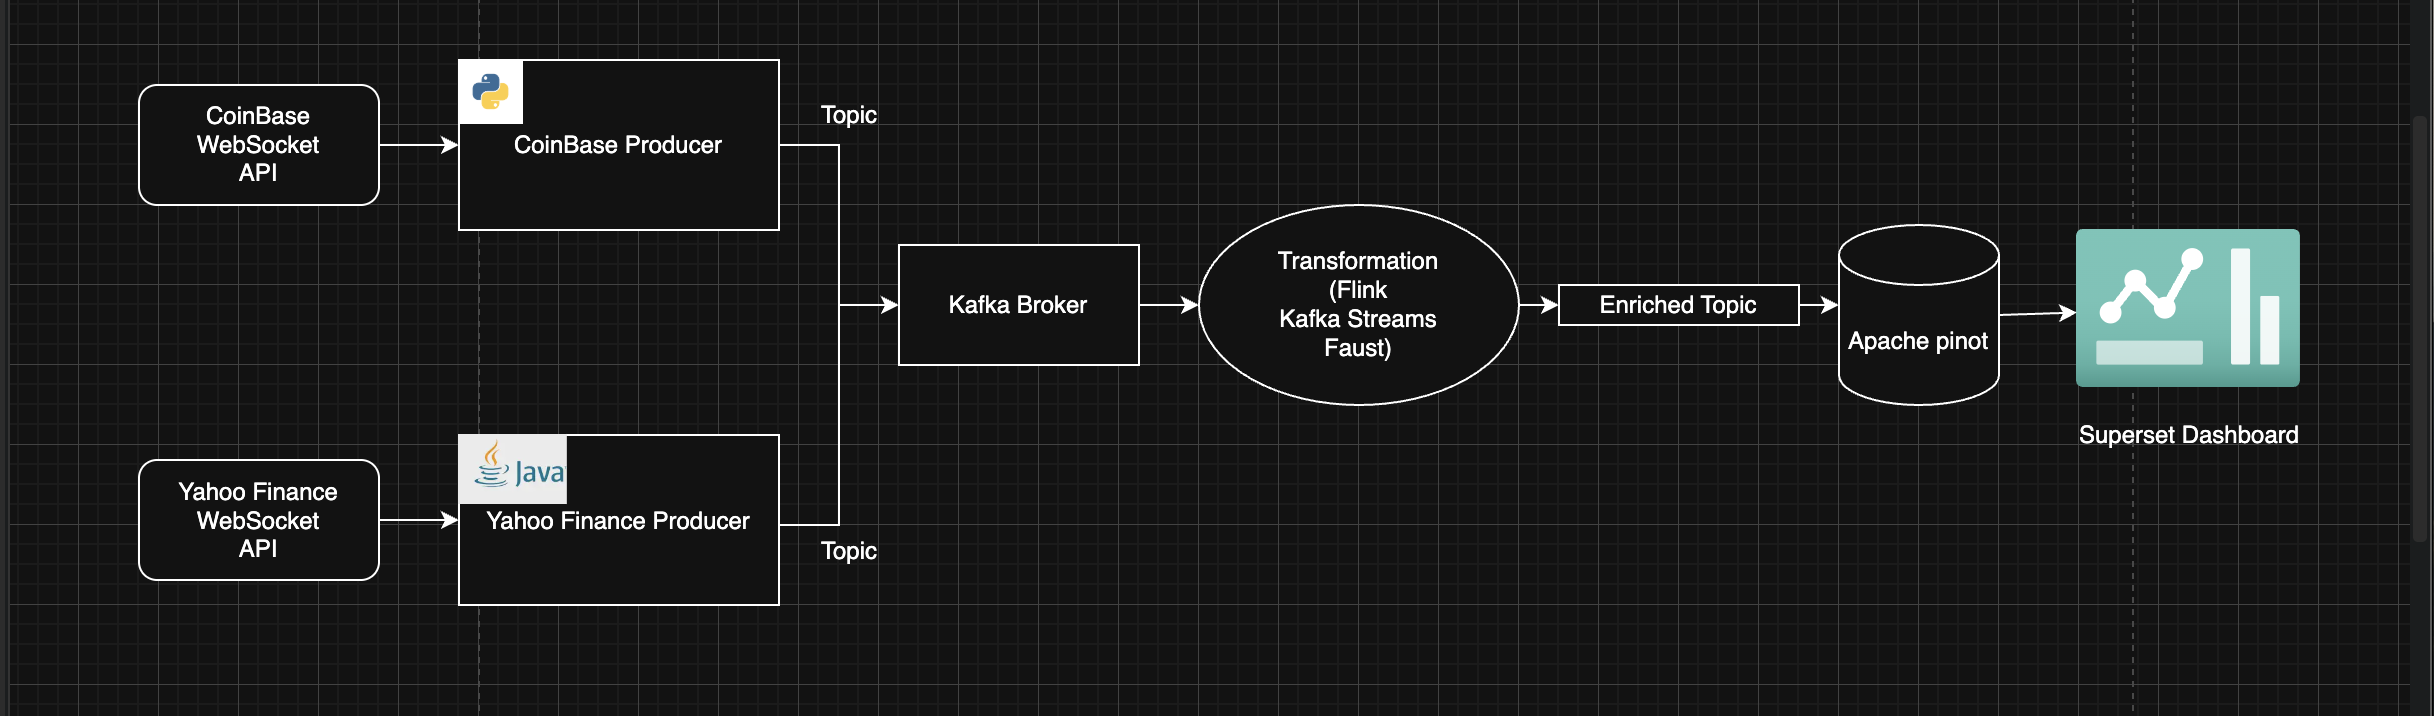 CoinBase
WebSocket
API
CoinBase Producer
Topic
Yahoo Finance
WebSocket
API
Java
Yahoo Finance Producer
Topic
Kafka Broker
Transformation
(Flink
Kafka Streams
Faust)
Enriched Topic
Apache pinot
Superset Dashboard